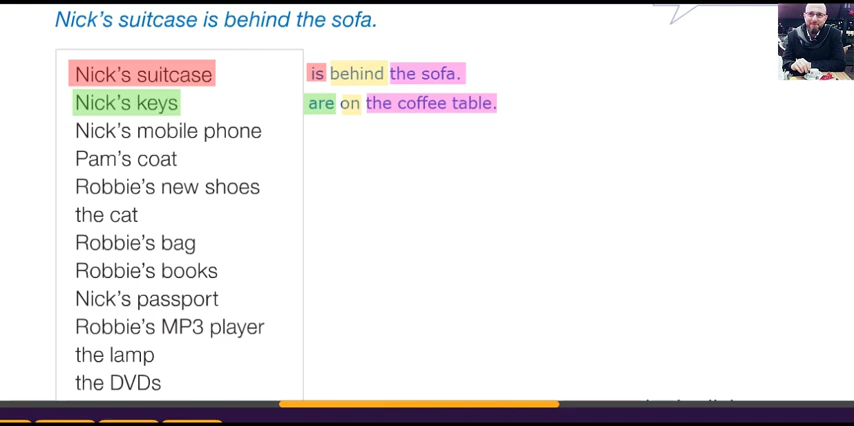 Nick's suitcase is behind the sofa.
Nick's suitcase is behind the sofa.
Nick's keys are on the coffee table.
Nick's mobile phone
Pam's coat
Robbie's new shoes
the cat
Robbie's bag
Robbie's books
Nick's passport
Robbie's MP3 player
the lamp
the DVDs